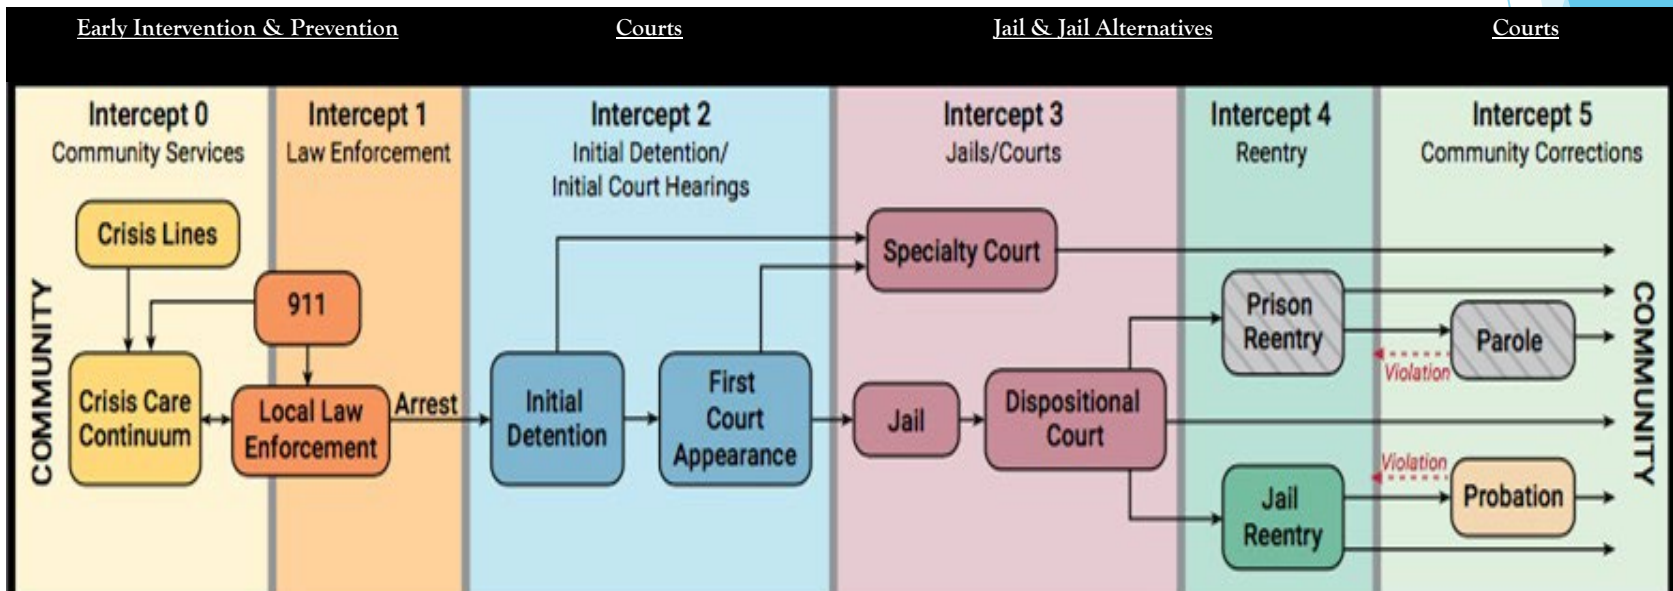 Early Intervention & Prevention
Courts
Jail & Jail Alternatives
Courts
Intercept 0
Community Services
Intercept 1
Law Enforcement
Intercept 2
Initial Detention/
Initial Court Hearings
Intercept 3
Jails/Courts
Intercept 4
Reentry
Intercept 5
Community Corrections
COMMUNITY
Crisis Lines
911
Crisis Care
Continuum
Local Law
Enforcement
Arrest
Initial
Detention
First
Court
Appearance
Specialty Court
Jail
Dispositional
Court
Prison
Reentry
Jail
Reentry
Parole
Violation
Violation
Probation
COMMUNITY